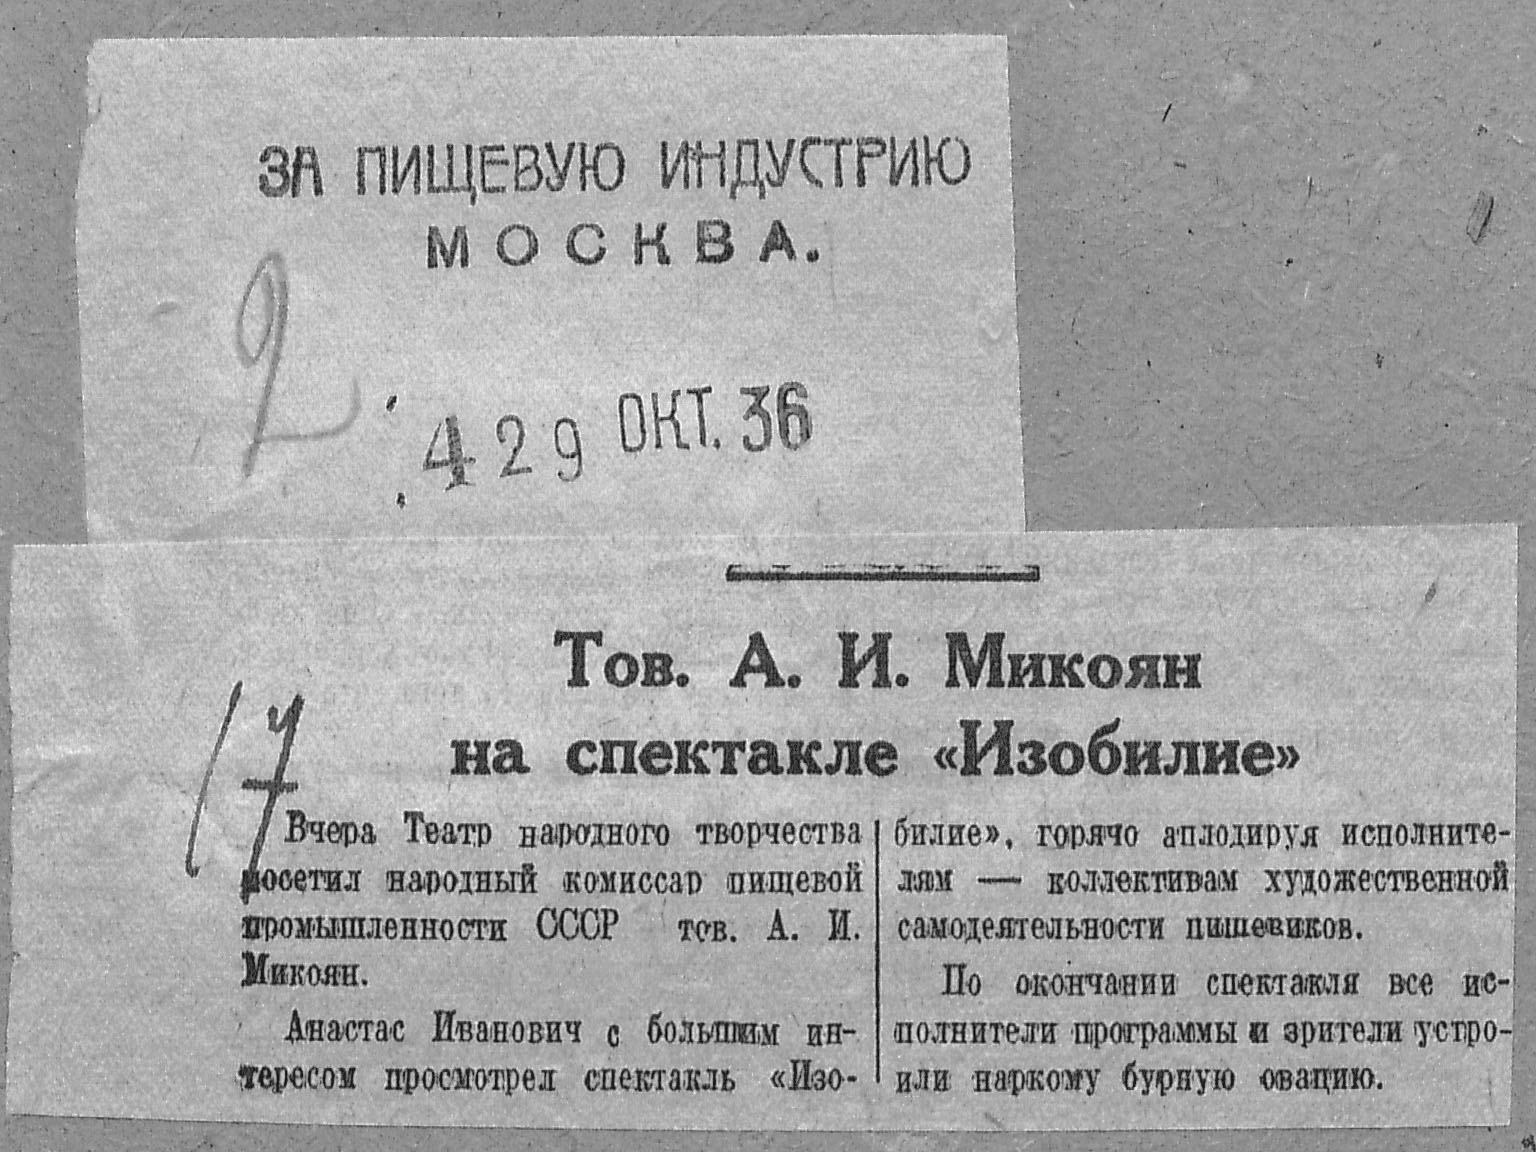 ЗА ПИЩЕВУЮ ИНДУСТРИЮ
МОСКВА.
2
429 ОКТ. 36
17
Тов. А. И. Микоян
на спектакле «Изобилие»
Вчера Театр народного творчества
посетил народный комиссар пищевой
промышленности СССР тов. А. И.
Микоян.
Анастас Иванович с большим ин-
тересом просмотрел спектакль «Изо-
билие», горячо аплодируя исполните-
лям — коллективам художественной
самодеятельности пищевиков.
По окончании спектакля все ис-
полнители программы и зрители устро-
или наркому бурную овацию.